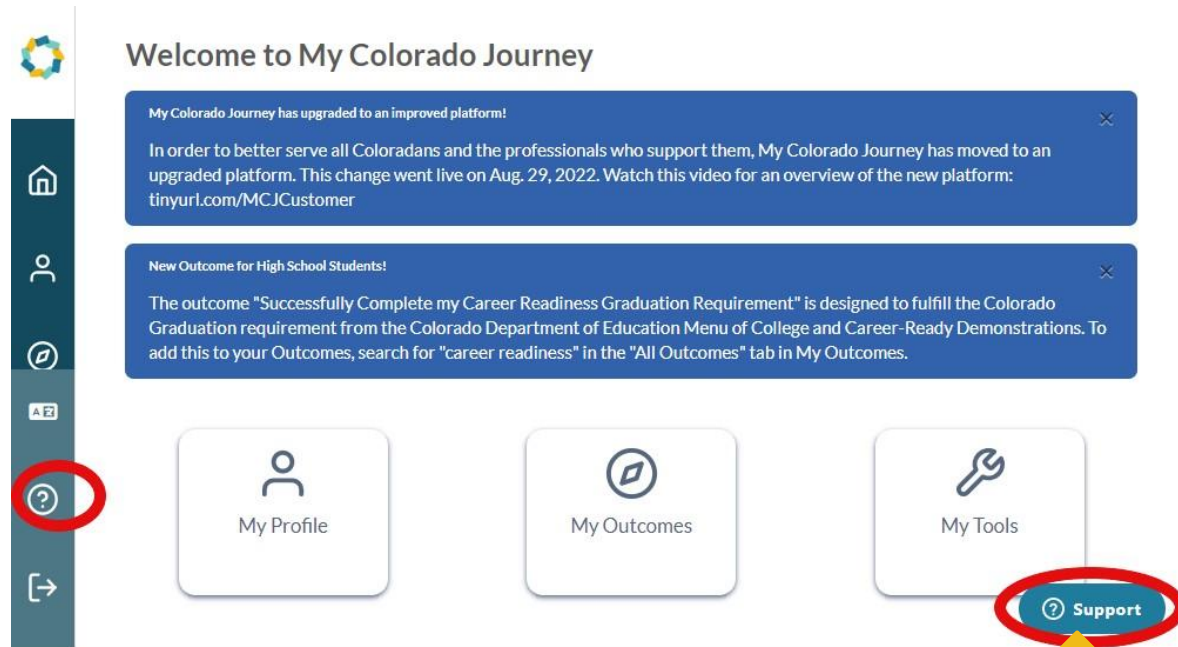 Welcome to My Colorado Journey
My Colorado Journey has upgraded to an improved platform!
In order to better serve all Coloradans and the professionals who support them, My Colorado Journey has moved to an
upgraded platform. This change went live on Aug. 29, 2022. Watch this video for an overview of the new platform:
tinyurl.com/MCJCustomer
New Outcome for High School Students!
The outcome "Successfully Complete my Career Readiness Graduation Requirement" is designed to fulfill the Colorado
Graduation requirement from the Colorado Department of Education Menu of College and Career-Ready Demonstrations. To
add this to your Outcomes, search for "career readiness" in the "All Outcomes" tab in My Outcomes.
My Profile
My Outcomes
My Tools
Support